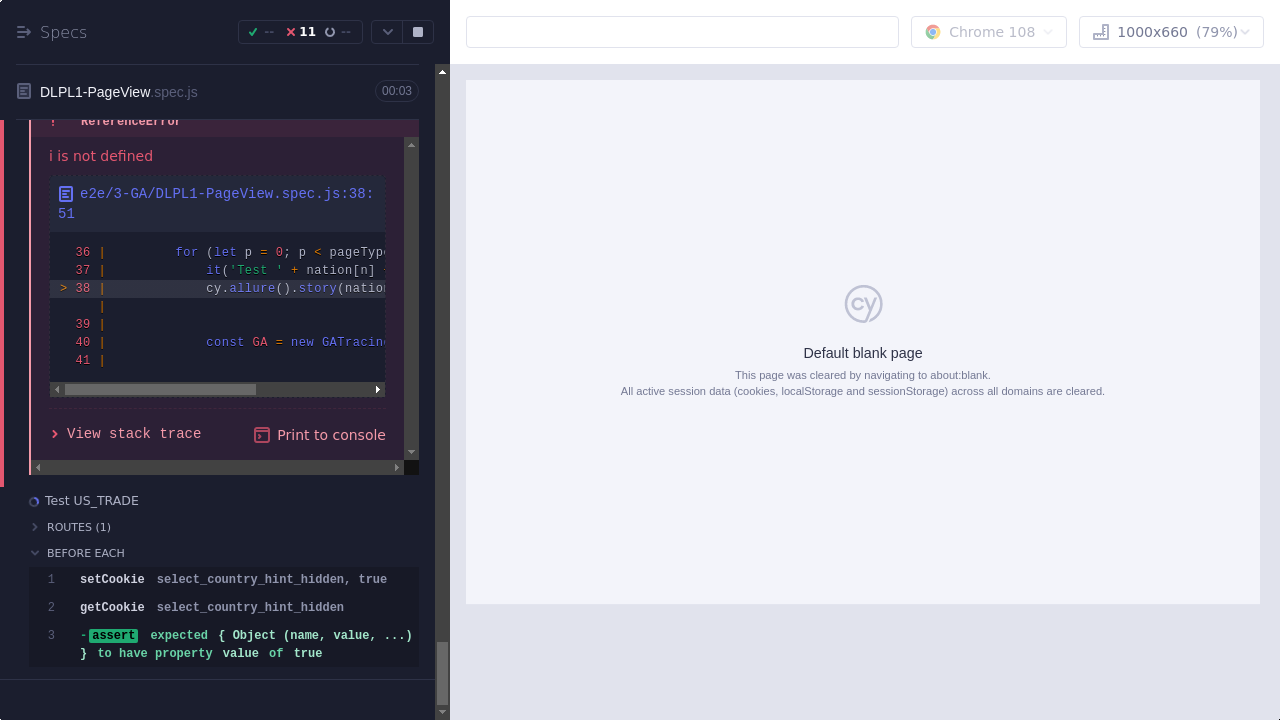 Specs
-- 11 --
DLPL1-PageView.spec.js 00:03
! ReferenceError
i is not defined
e2e/3-GA/DLPL1-PageView.spec.js:38:
51
36 | for (let p = 0; p < pageType
37 | it('Test ' + nation[n]
> 38 | cy.allure().story(nation
|
39 |
40 | const GA = new GATracing
41 |
View stack trace
Print to console
Test US_TRADE
ROUTES (1)
BEFORE EACH
1 setCookie select_country_hint_hidden, true
2 getCookie select_country_hint_hidden
3 -assert expected { Object (name, value, ...)
} to have property value of true
Chrome 108
1000x660 (79%)
cy
Default blank page
This page was cleared by navigating to about:blank.
All active session data (cookies, localStorage and sessionStorage) across all domains are cleared.